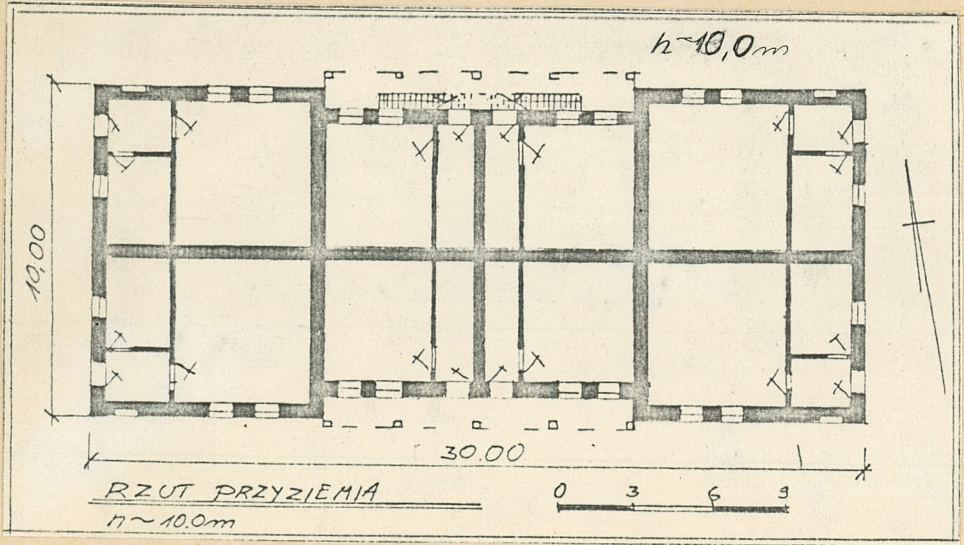 h~10,0m
10,00
30.00
RZUT PRZYZIEMIA
h~10.0m
0 3 6 9